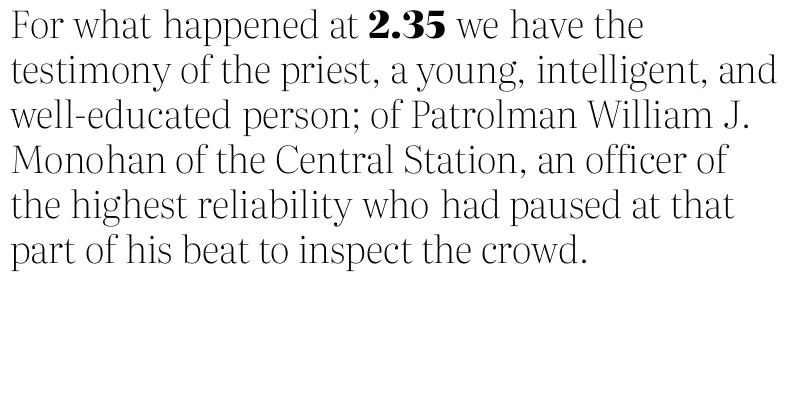 For what happened at 2.35 we have the
testimony of the priest, a young, intelligent, and
well-educated person; of Patrolman William J.
Monohan of the Central Station, an officer of
the highest reliability who had paused at that
part of his beat to inspect the crowd.